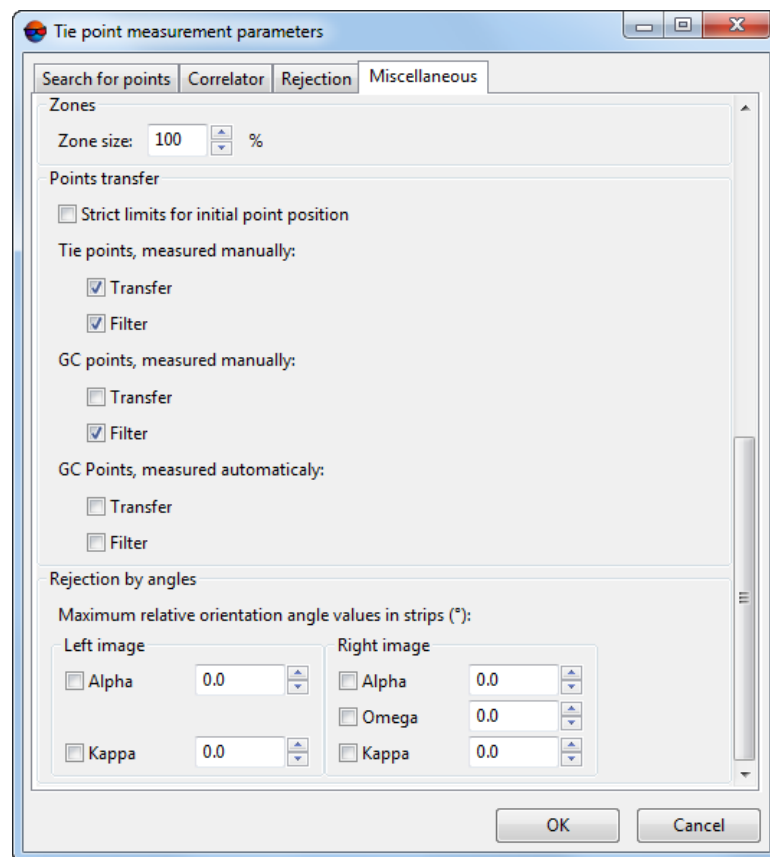 Tie point measurement parameters
Search for points Correlator Rejection Miscellaneous
Zones
Zone size: 100 %
Points transfer
Strict limits for initial point position
Tie points, measured manually:
Transfer
Filter
GC points, measured manually:
Transfer
Filter
GC Points, measured automaticaly:
Transfer
Filter
Rejection by angles
Maximum relative orientation angle values in strips (°):
Left image Right image
Alpha 0.0 Alpha 0.0
Omega 0.0
Kappa 0.0 Kappa 0.0
OK Cancel